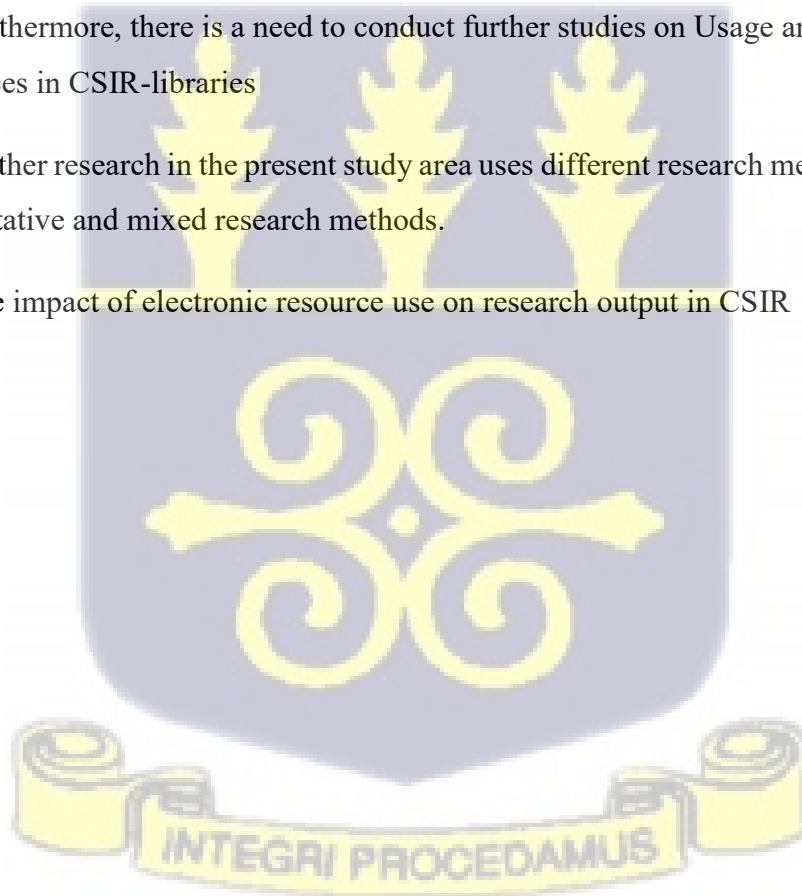 thermore, there is a need to conduct further studies on Usage ar
es in CSIR-libraries
ther research in the present study area uses different research me
tative and mixed research methods.
impact of electronic resource use on research output in CSIR
INTEGRI PROCEDAMUS